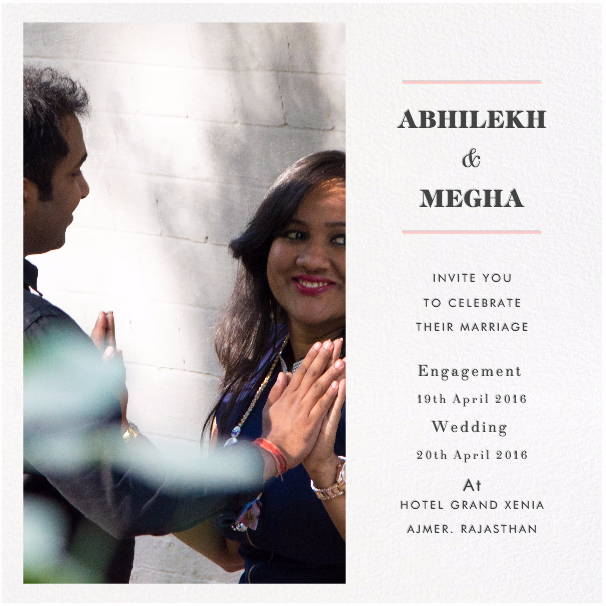 ABHILEKH
&
MEGHA
INVITE YOU
TO CELEBRATE
THEIR MARRIAGE
Engagement
19th April 2016
Wedding
20th April 2016
At
HOTEL GRAND XENIA
AJMER. RAJASTHAN